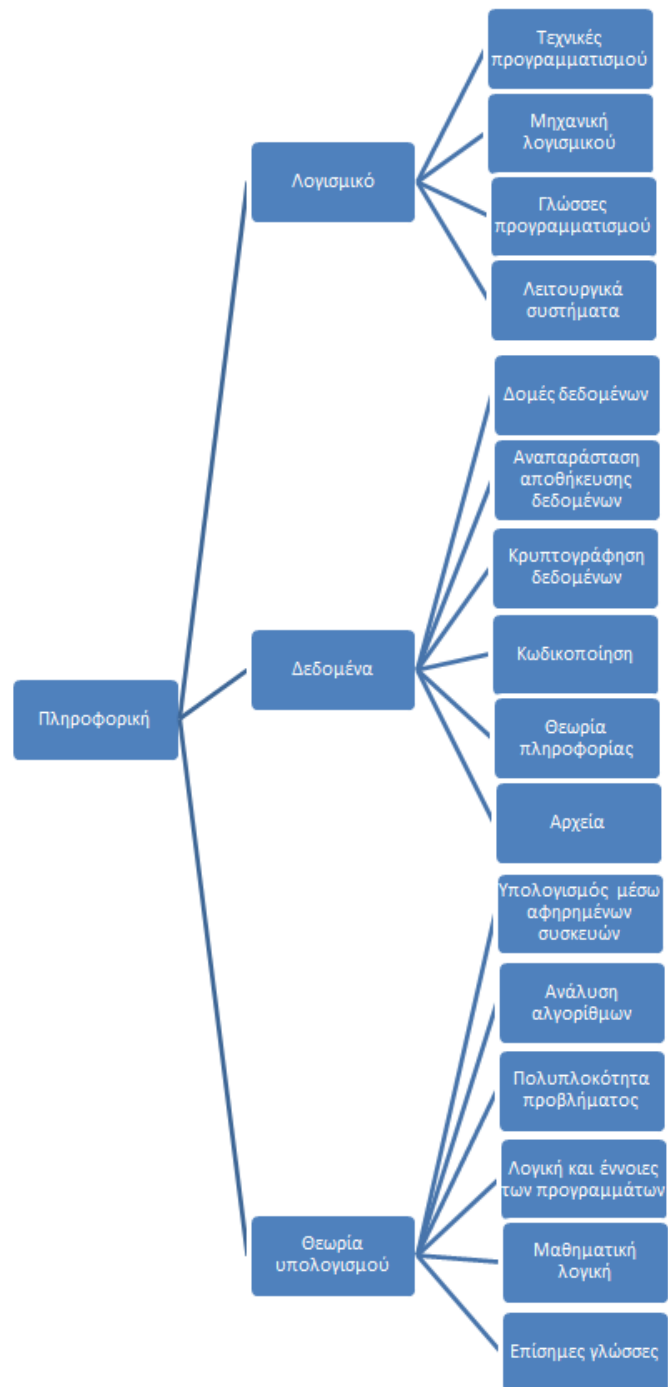 Πληροφορική
Λογισμικό
Τεχνικές
προγραμματισμού
Μηχανική
λογισμικού
Γλώσσες
προγραμματισμού
Λειτουργικά
συστήματα
Δεδομένα
Δομές δεδομένων
Αναπαράσταση
αποθήκευσης
δεδομένων
Κρυπτογράφηση
δεδομένων
Κωδικοποίηση
Θεωρία
πληροφορίας
Αρχεία
Θεωρία
υπολογισμού
Υπολογισμός μέσω
αφηρημένων
συσκευών
Ανάλυση
αλγορίθμων
Πολυπλοκότητα
προβλήματος
Λογική και έννοιες
των προγραμμάτων
Μαθηματική
λογική
Επίσημες γλώσσες